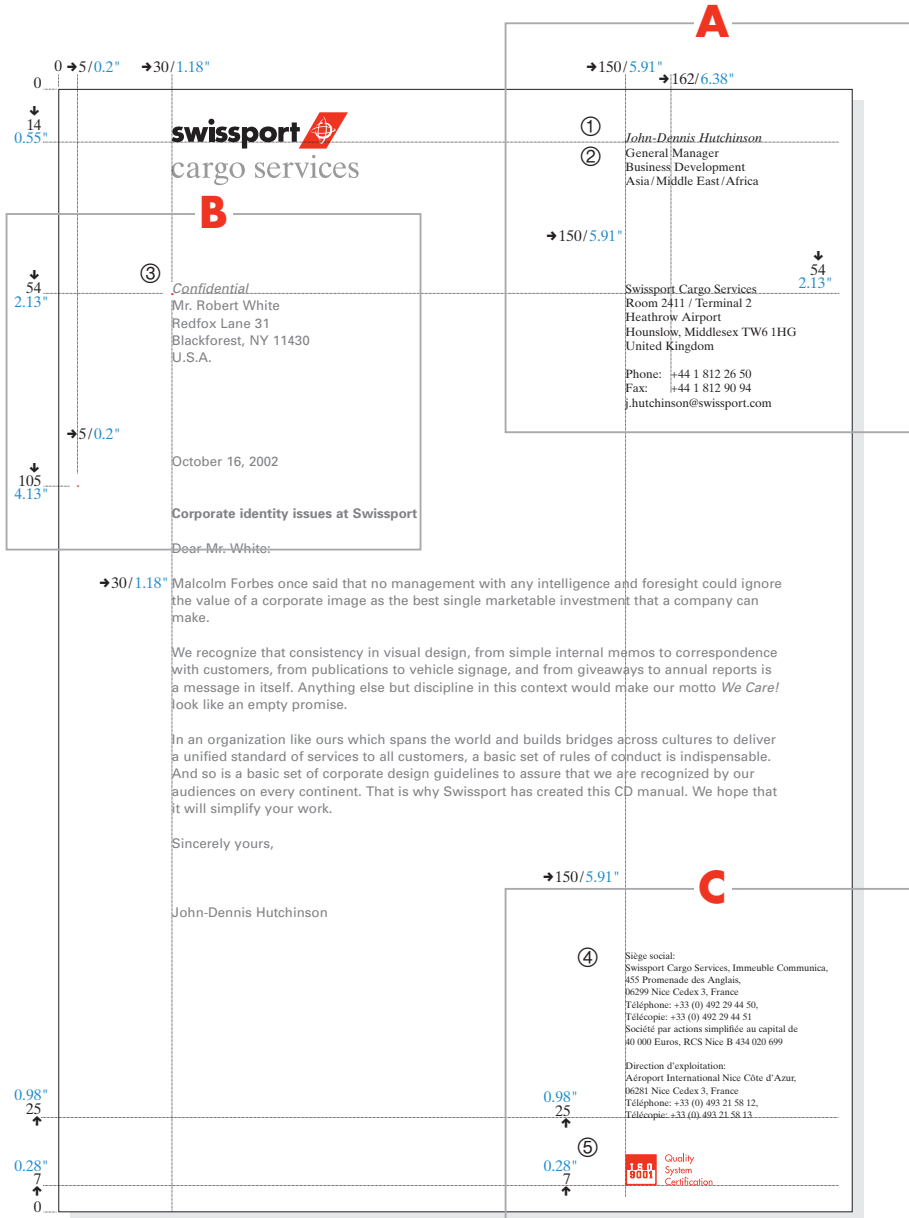 A
0 →5/0.2" →30/1.18" →150/5.91"
→162/6.38"
0
14
0.55"
swissport
cargo services
①
John-Dennis Hutchinson
②
General Manager
Business Development
Asia/Middle East/Africa
B
→150/5.91"
③
54
2.13"
Confidential
Mr. Robert White
Redfox Lane 31
Blackforest, NY 11430
U.S.A.
54
2.13"
Swissport Cargo Services
Room 2411 / Terminal 2
Heathrow Airport
Hounslow, Middlesex TW6 1HG
United Kingdom
Phone: +44 1 812 26 50
Fax: +44 1 812 90 94
j.hutchinson@swissport.com
→5/0.2"
105
4.13"
October 16, 2002
Corporate identity issues at Swissport
Dear Mr. White:
→30/1.18"
Malcolm Forbes once said that no management with any intelligence and foresight could ignore
the value of a corporate image as the best single marketable investment that a company can
make.
We recognize that consistency in visual design, from simple internal memos to correspondence
with customers, from publications to vehicle signage, and from giveaways to annual reports is
a message in itself. Anything else but discipline in this context would make our motto We Care!
look like an empty promise.
In an organization like ours which spans the world and builds bridges across cultures to deliver
a unified standard of services to all customers, a basic set of rules of conduct is indispensable.
And so is a basic set of corporate design guidelines to assure that we are recognized by our
audiences on every continent. That is why Swissport has created this CD manual. We hope that
it will simplify your work.
Sincerely yours,
John-Dennis Hutchinson
→150/5.91"
C
④
Siège social:
Swissport Cargo Services, Immeuble Communica,
455 Promenade des Anglais,
06299 Nice Cedex 3, France
Téléphone: +33 (0) 492 29 44 50,
Télécopie: +33 (0) 492 29 44 51
Société par actions simplifiée au capital de
40 000 Euros, RCS Nice B 434 020 699
Direction d'exploitation:
Aéroport International Nice Côte d'Azur,
06281 Nice Cedex 3, France
Téléphone: +33 (0) 493 21 58 12,
Télécopie: +33 (0) 493 21 58 13
0.98"
25
0.98"
25
⑤
0.28"
7
0
0.28"
7
ISO
9001
Quality
System
Certification